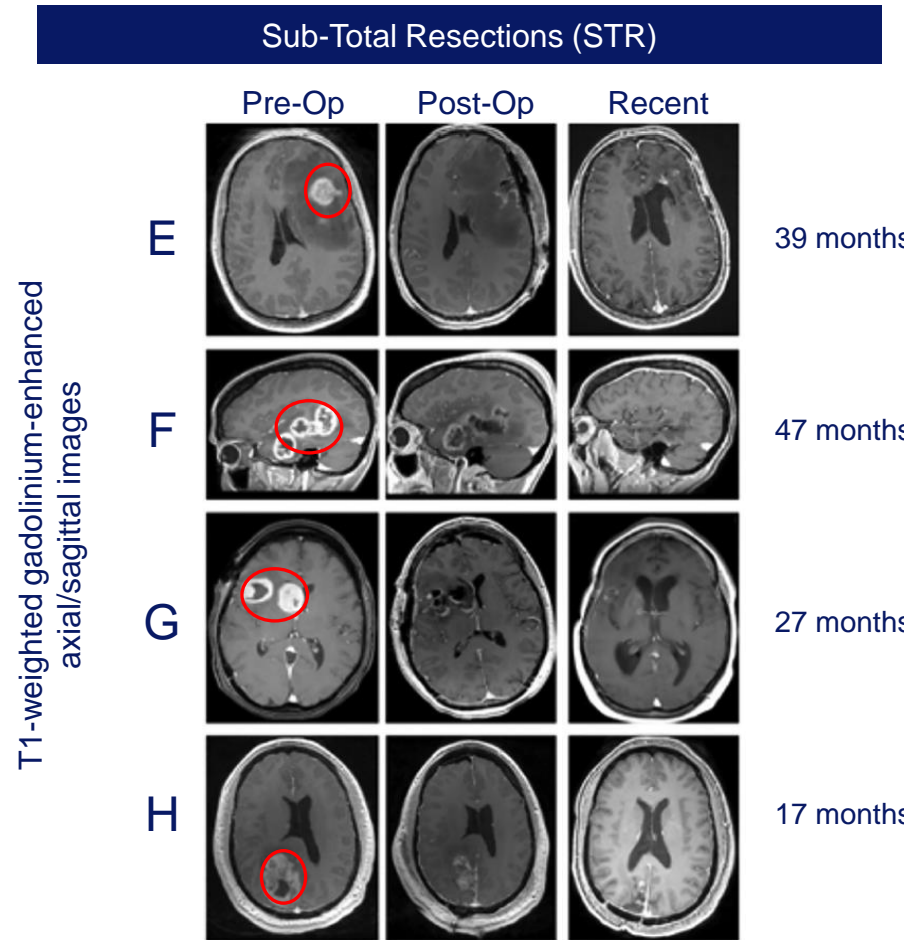 Sub-Total Resections (STR)
Pre-Op Post-Op Recent
T1-weighted gadolinium-enhanced
axial/sagittal images
E 39 months
F 47 months
G 27 months
H 17 months